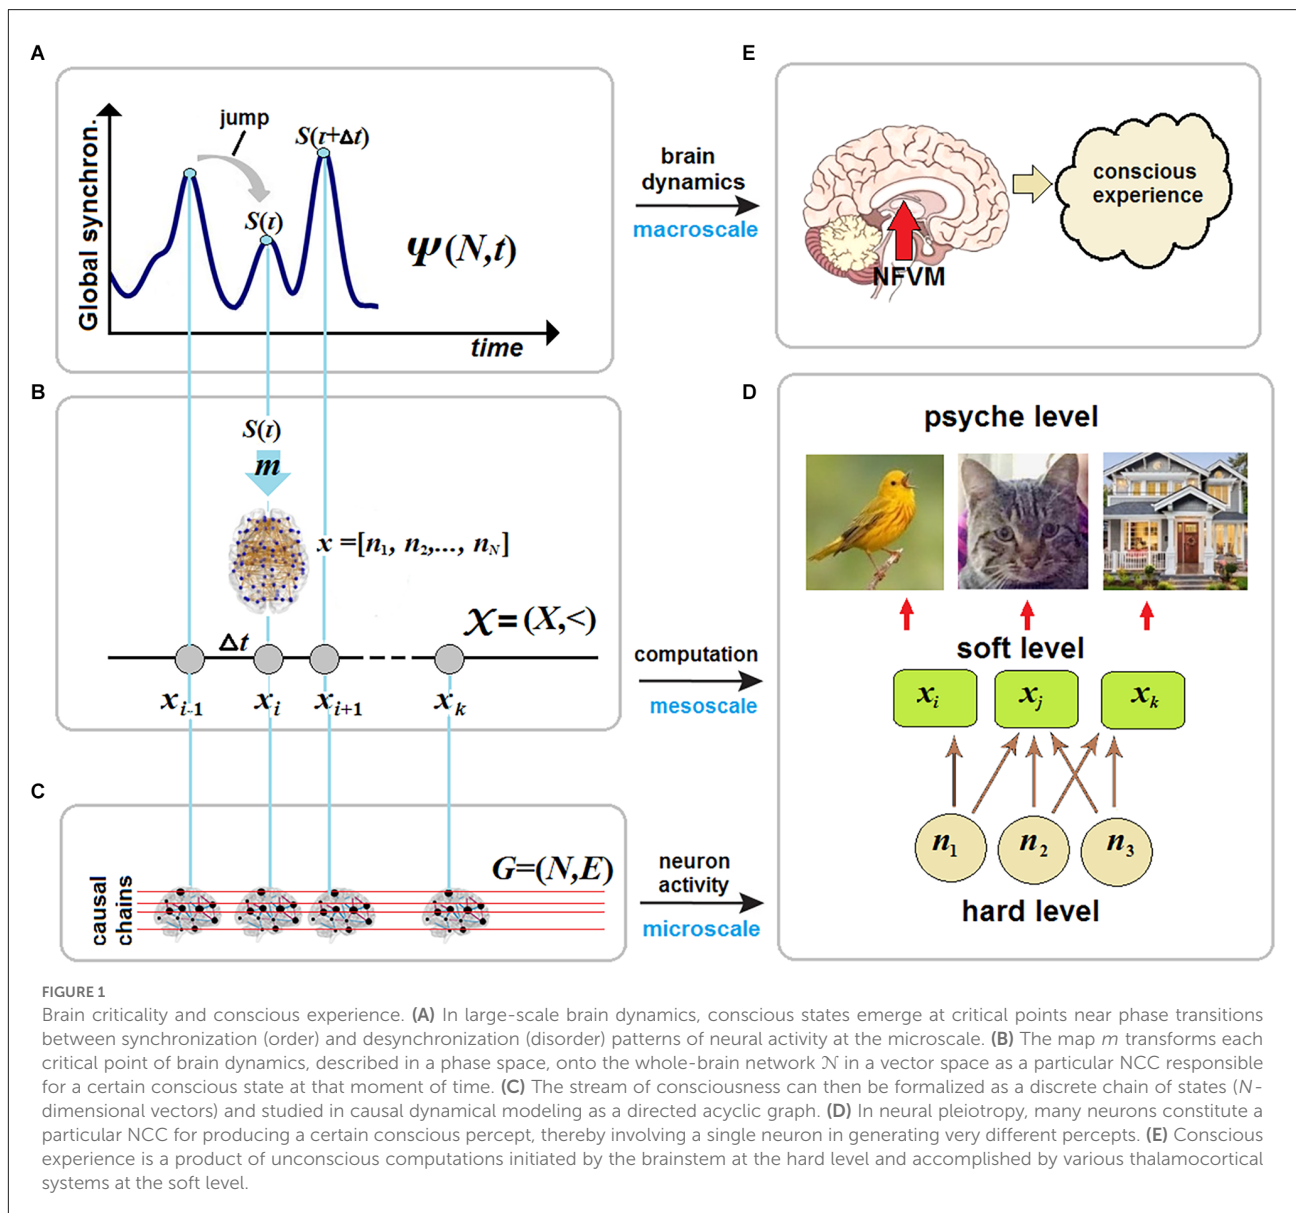 A
Global synchron.
jump
S(t)
S(t+Δt)
Ψ(N,t)
time
brain
dynamics
macroscale
E
NFVM
conscious
experience
B
S(t)
m
x =[n₁, n₂,..., n_N]
𝒳 = (X,<)
Δt
x_{i-1}
x_i
x_{i+1}
x_k
computation
mesoscale
D
psyche level
soft level
x_i
x_j
x_k
n₁
n₂
n₃
hard level
C
causal
chains
G=(N,E)
neuron
activity
microscale
FIGURE 1
Brain criticality and conscious experience. (A) In large-scale brain dynamics, conscious states emerge at critical points near phase transitions
between synchronization (order) and desynchronization (disorder) patterns of neural activity at the microscale. (B) The map m transforms each
critical point of brain dynamics, described in a phase space, onto the whole-brain network 𝒩 in a vector space as a particular NCC responsible
for a certain conscious state at that moment of time. (C) The stream of consciousness can then be formalized as a discrete chain of states (N-
dimensional vectors) and studied in causal dynamical modeling as a directed acyclic graph. (D) In neural pleiotropy, many neurons constitute a
particular NCC for producing a certain conscious percept, thereby involving a single neuron in generating very different percepts. (E) Conscious
experience is a product of unconscious computations initiated by the brainstem at the hard level and accomplished by various thalamocortical
systems at the soft level.